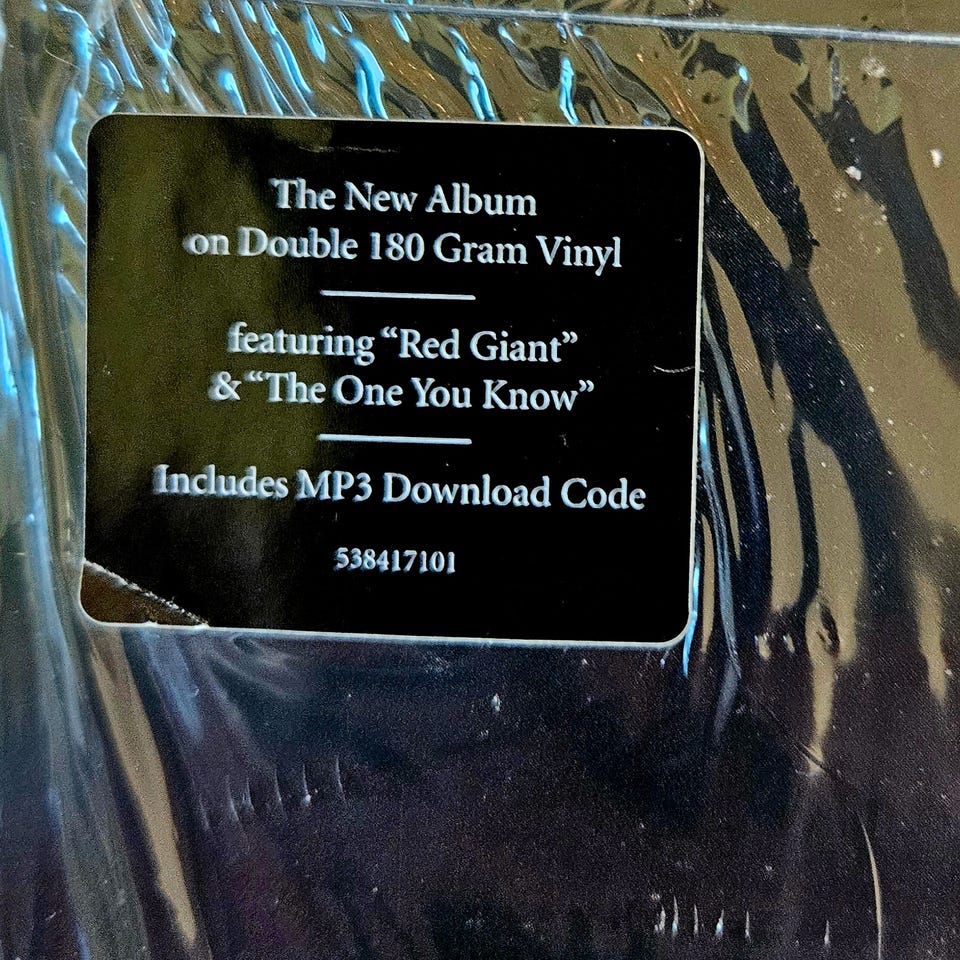 The New Album
on Double 180 Gram Vinyl
featuring “Red Giant”
& “The One You Know”
Includes MP3 Download Code
538417101